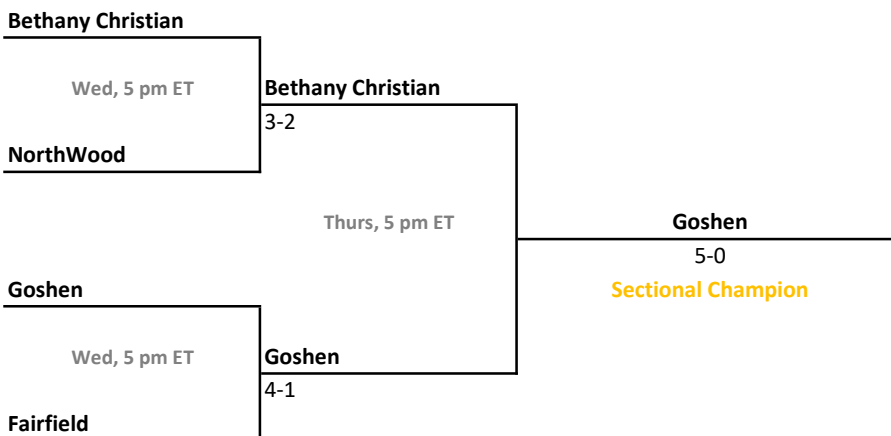 Bethany Christian
Wed, 5 pm ET
Bethany Christian
3-2
NorthWood
Thurs, 5 pm ET
Goshen
5-0
Sectional Champion
Goshen
Wed, 5 pm ET
Goshen
4-1
Fairfield